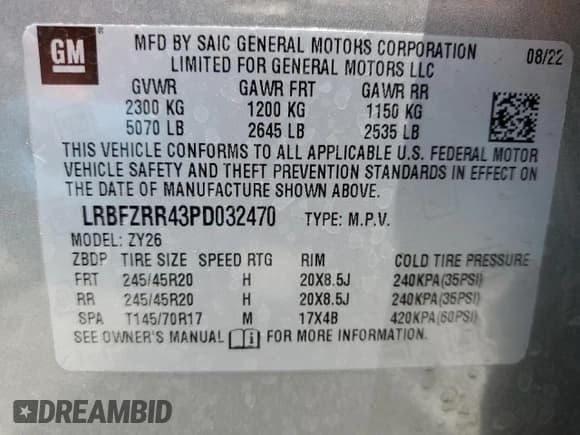 GM
MFD BY SAIC GENERAL MOTORS CORPORATION 08/22
LIMITED FOR GENERAL MOTORS LLC
GVWR GAWR FRT GAWR RR
2300 KG 1200 KG 1150 KG
5070 LB 2645 LB 2535 LB
THIS VEHICLE CONFORMS TO ALL APPLICABLE U.S. FEDERAL MOTOR
VEHICLE SAFETY AND THEFT PREVENTION STANDARDS IN EFFECT ON
THE DATE OF MANUFACTURE SHOWN ABOVE.
LRBFZRR43PD032470 TYPE: M.P.V.
MODEL: ZY26
ZBDP TIRE SIZE SPEED RTG RIM COLD TIRE PRESSURE
FRT 245/45R20 H 20X8.5J 240KPA(35PSI)
RR 245/45R20 H 20X8.5J 240KPA(35PSI)
SPA T145/70R17 M 17X4B 420KPA(60PSI)
SEE OWNER'S MANUAL FOR MORE INFORMATION.
DREAMBID